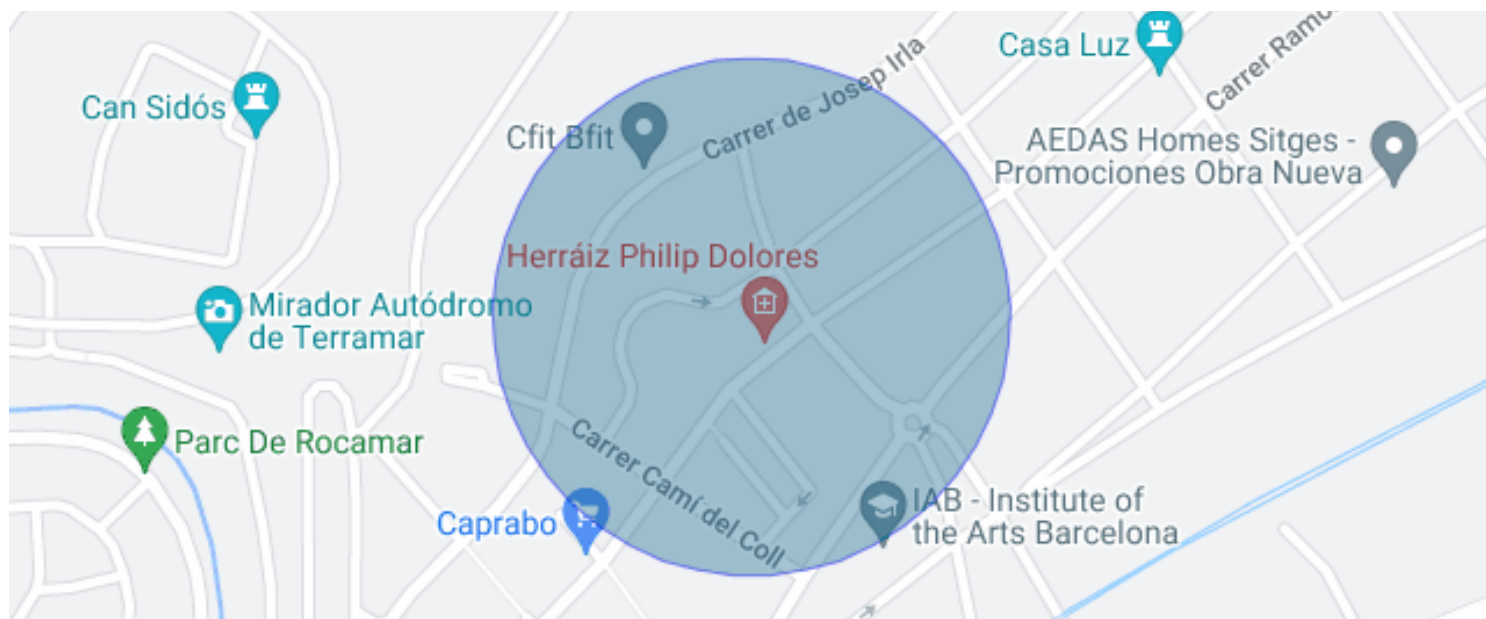 Casa Luz
Carrer Ramo
Can Sidós
Cfit Bfit
Carrer de Josep Irla
AEDAS Homes Sitges -
Promociones Obra Nueva
Herráiz Philip Dolores
Mirador Autódromo
de Terramar
Parc De Rocamar
Carrer Camí del Coll
Caprabo
IAB - Institute of
the Arts Barcelona